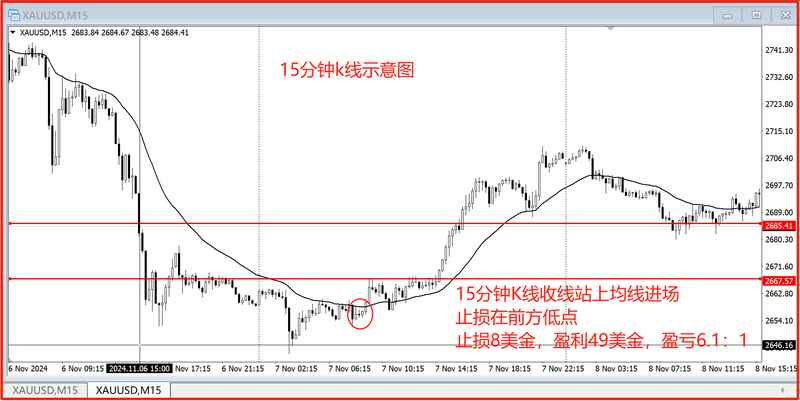 XAUUSD,M15
XAUUSD,M15 2683.84 2684.67 2683.48 2684.41
15分钟k线示意图
2741.30
2732.20
2723.80
2715.10
2706.40
2697.70
2689.00
2685.41
2680.30
2671.60
2667.57
2662.80
2654.10
2646.16
15分钟K线收线站上均线进场
止损在前方低点
止损8美金，盈利49美金，盈亏6.1：1
6 Nov 2024
6 Nov 09:15
2024.11.06 15:00
Nov 17:15
6 Nov 21:15
7 Nov 02:15
7 Nov 06:15
7 Nov 10:15
7 Nov 14:15
7 Nov 18:15
7 Nov 22:15
8 Nov 03:15
8 Nov 07:15
8 Nov 11:15
8 Nov 15:15
XAUUSD,M15
XAUUSD,M15